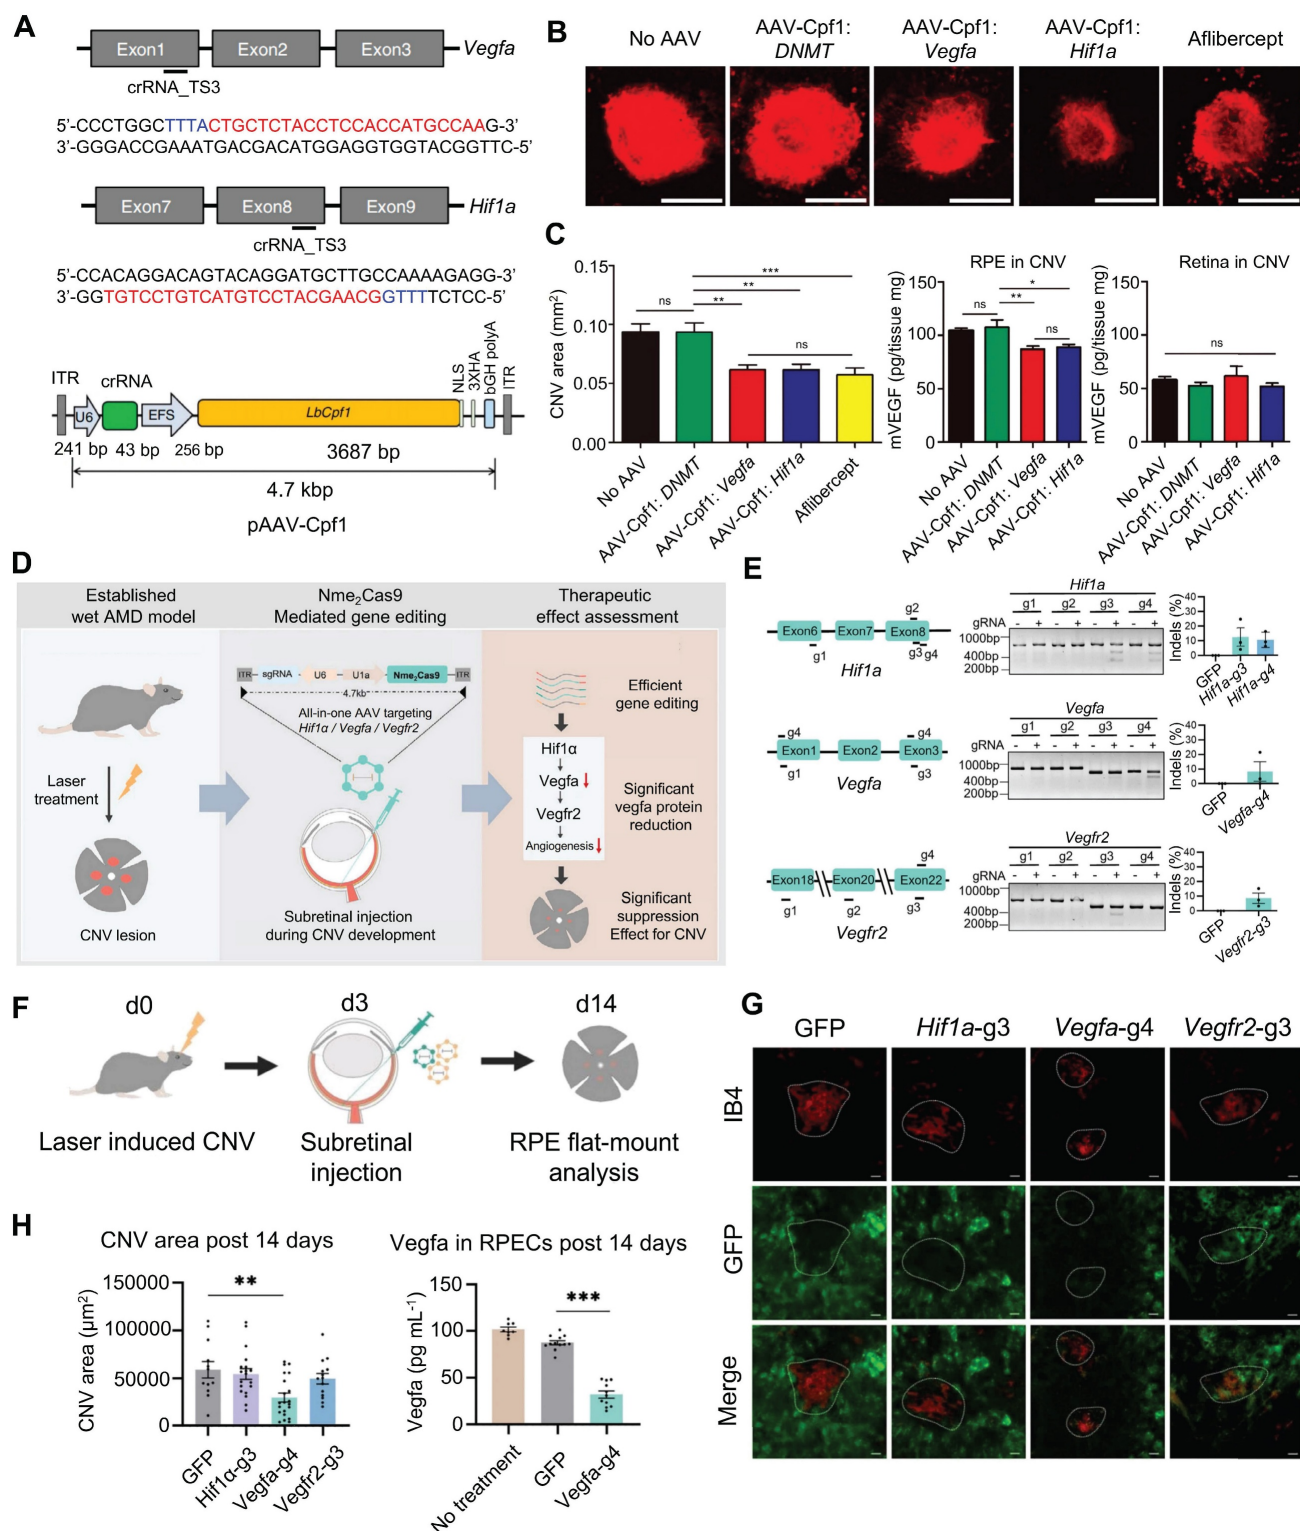 A
Exon1
Exon2
Exon3
Vegfa
crRNA_TS3
5'-CCCTGGCTTTACTGCTCTACCTCCACCATGCCAAG-3'
3'-GGGACCGAAATGACGACATGGAGGTGGTACGGTTC-5'
Exon7
Exon8
Exon9
Hif1a
crRNA_TS3
5'-CCACAGGACAGTACAGGATGCTTGCCAAAAGAGG-3'
3'-GGTGTCCTGTCATGTCCTACGAACGGTTTTCTCC-5'
ITR
crRNA
NLS
3XHA
bGH polyA
ITR
U6
EFS
LbCpf1
241 bp
43 bp
256 bp
3687 bp
4.7 kbp
pAAV-Cpf1
B
No AAV
AAV-Cpf1:
DNMT
AAV-Cpf1:
Vegfa
AAV-Cpf1:
Hif1a
Aflibercept
C
CNV area (mm²)
0.15
0.10
0.05
0.00
***
**
ns
**
ns
No AAV
AAV-Cpf1: DNMT
AAV-Cpf1: Vegfa
AAV-Cpf1: Hif1a
Aflibercept
RPE in CNV
mVEGF (pg/tissue mg)
150
100
50
0
*
ns
**
ns
No AAV
AAV-Cpf1: DNMT
AAV-Cpf1: Vegfa
AAV-Cpf1: Hif1a
Retina in CNV
mVEGF (pg/tissue mg)
150
100
50
0
ns
No AAV
AAV-Cpf1: DNMT
AAV-Cpf1: Vegfa
AAV-Cpf1: Hif1a
D
Established
wet AMD model
Laser
treatment
CNV lesion
Nme₂Cas9
Mediated gene editing
ITR
sgRNA
U6
U1a
Nme₂Cas9
ITR
4.7kb
All-in-one AAV targeting
Hif1α / Vegfa / Vegfr2
Subretinal injection
during CNV development
Therapeutic
effect assessment
Efficient
gene editing
Hif1α
Vegfa
Vegfr2
Angiogenesis
Significant
vegfa protein
reduction
Significant
suppression
Effect for CNV
E
Exon6
Exon7
Exon8
g2
g1
g3
g4
Hif1a
Hif1a
g1 g2 g3 g4
gRNA - + - + - + - +
1000bp
400bp
200bp
Indels (%)
40
30
20
10
0
GFP
Hif1a-g3
Hif1a-g4
g4
g4
Exon1
Exon2
Exon3
g1
g3
Vegfa
Vegfa
g1 g2 g3 g4
gRNA - + - + - + - +
1000bp
400bp
200bp
Indels (%)
40
30
20
10
0
GFP
Vegfa-g4
g4
Exon18
Exon20
Exon22
g1
g2
g3
Vegfr2
Vegfr2
g1 g2 g3 g4
gRNA - + - + - + - +
1000bp
400bp
200bp
Indels (%)
40
30
20
10
0
GFP
Vegfr2-g3
F
d0
d3
d14
Laser induced CNV
Subretinal
injection
RPE flat-mount
analysis
G
GFP
Hif1a-g3
Vegfa-g4
Vegfr2-g3
IB4
GFP
Merge
H
CNV area post 14 days
CNV area (µm²)
150000
100000
50000
0
**
GFP
Hif1α-g3
Vegfa-g4
Vegfr2-g3
Vegfa in RPECs post 14 days
Vegfa (pg mL⁻¹)
150
100
50
0
***
No treatment
GFP
Vegfa-g4